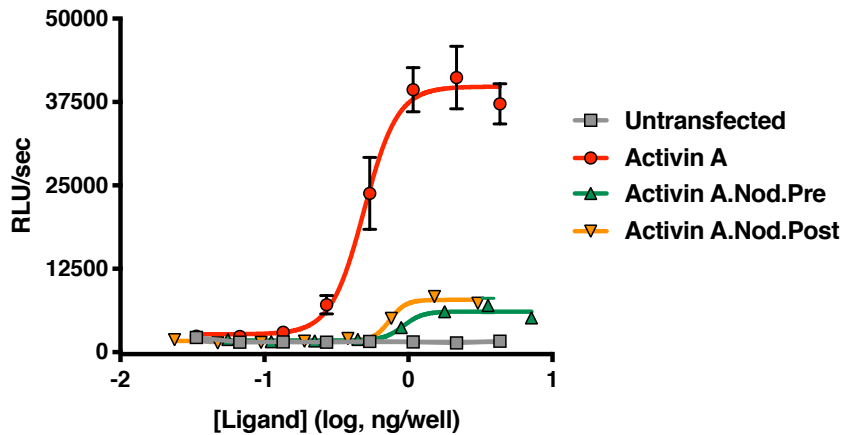 50000
37500
25000
12500
0
RLU/sec
-2
-1
0
1
[Ligand] (log, ng/well)
Untransfected
Activin A
Activin A.Nod.Pre
Activin A.Nod.Post